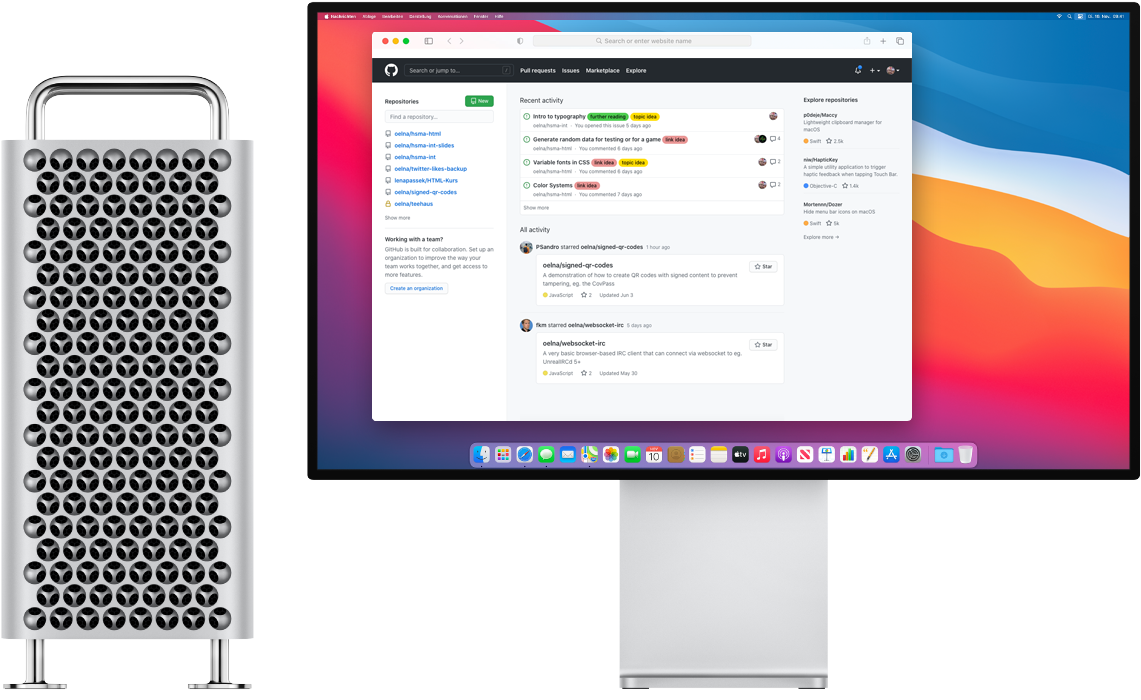 Nachrichten Ablage Bearbeiten Darstellung Konversationen Fenster Hilfe
Di. 10. Nov. 09:41
Search or enter website name
Search or jump to... /
Pull requests Issues Marketplace Explore
Repositories
New
Find a repository...
oelna/hsma-html
oelna/hsma-int-slides
oelna/hsma-int
oelna/twitter-likes-backup
lenapassek/HTML-Kurs
oelna/signed-qr-codes
oelna/teehaus
Show more
Working with a team?
GitHub is built for collaboration. Set up an
organization to improve the way your
team works together, and get access to
more features.
Create an organization
Recent activity
Intro to typography further reading topic idea
oelna/hsma-int · You opened this issue 5 days ago
Generate random data for testing or for a game link idea 4
oelna/hsma-html · You commented 6 days ago
Variable fonts in CSS link idea topic idea 2
oelna/hsma-html · You commented 6 days ago
Color Systems link idea 2
oelna/hsma-html · You commented 7 days ago
Show more
All activity
PSandro starred oelna/signed-qr-codes 1 hour ago
oelna/signed-qr-codes
Star
A demonstration of how to create QR codes with signed content to prevent
tampering, eg. the CovPass
JavaScript 2 Updated Jun 3
fkm starred oelna/websocket-irc 5 days ago
oelna/websocket-irc
Star
A very basic browser-based IRC client that can connect via websocket to eg.
UnrealIRCd 5+
JavaScript 2 Updated May 30
Explore repositories
p0deje/Maccy
Lightweight clipboard manager for
macOS
Swift 2.5k
niw/HapticKey
A simple utility application to trigger
haptic feedback when tapping Touch Bar.
Objective-C 1.4k
Mortennn/Dozer
Hide menu bar icons on macOS
Swift 5k
Explore more →
10
tv